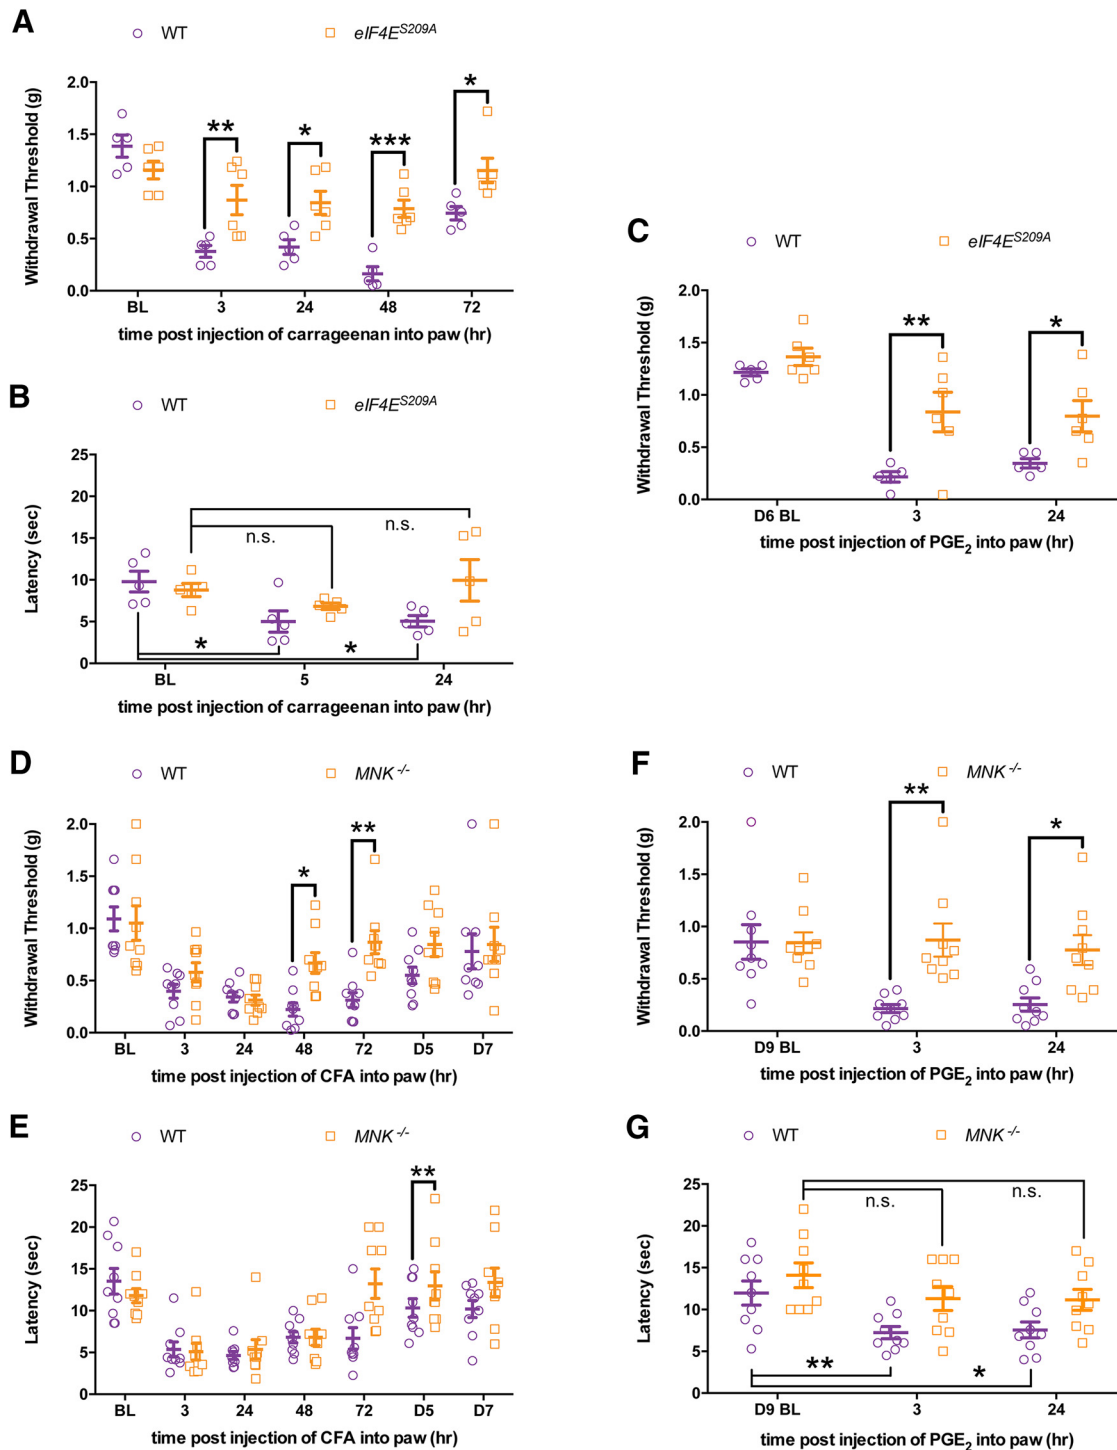 A
WT
eIF4E^S209A
Withdrawal Threshold (g)
2.0
1.5
1.0
0.5
0.0
**
*
***
*
BL 3 24 48 72
time post injection of carrageenan into paw (hr)
B
WT
eIF4E^S209A
Latency (sec)
25
20
15
10
5
0
n.s.
n.s.
*
*
BL 5 24
time post injection of carrageenan into paw (hr)
C
WT
eIF4E^S209A
Withdrawal Threshold (g)
2.0
1.5
1.0
0.5
0.0
**
*
D6 BL 3 24
time post injection of PGE₂ into paw (hr)
D
WT
MNK^-/-
Withdrawal Threshold (g)
2.0
1.5
1.0
0.5
0.0
*
**
BL 3 24 48 72 D5 D7
time post injection of CFA into paw (hr)
E
WT
MNK^-/-
Latency (sec)
25
20
15
10
5
0
**
BL 3 24 48 72 D5 D7
time post injection of CFA into paw (hr)
F
WT
MNK^-/-
Withdrawal Threshold (g)
2.0
1.5
1.0
0.5
0.0
**
*
D9 BL 3 24
time post injection of PGE₂ into paw (hr)
G
WT
MNK^-/-
Latency (sec)
25
20
15
10
5
0
n.s.
n.s.
**
*
D9 BL 3 24
time post injection of PGE₂ into paw (hr)